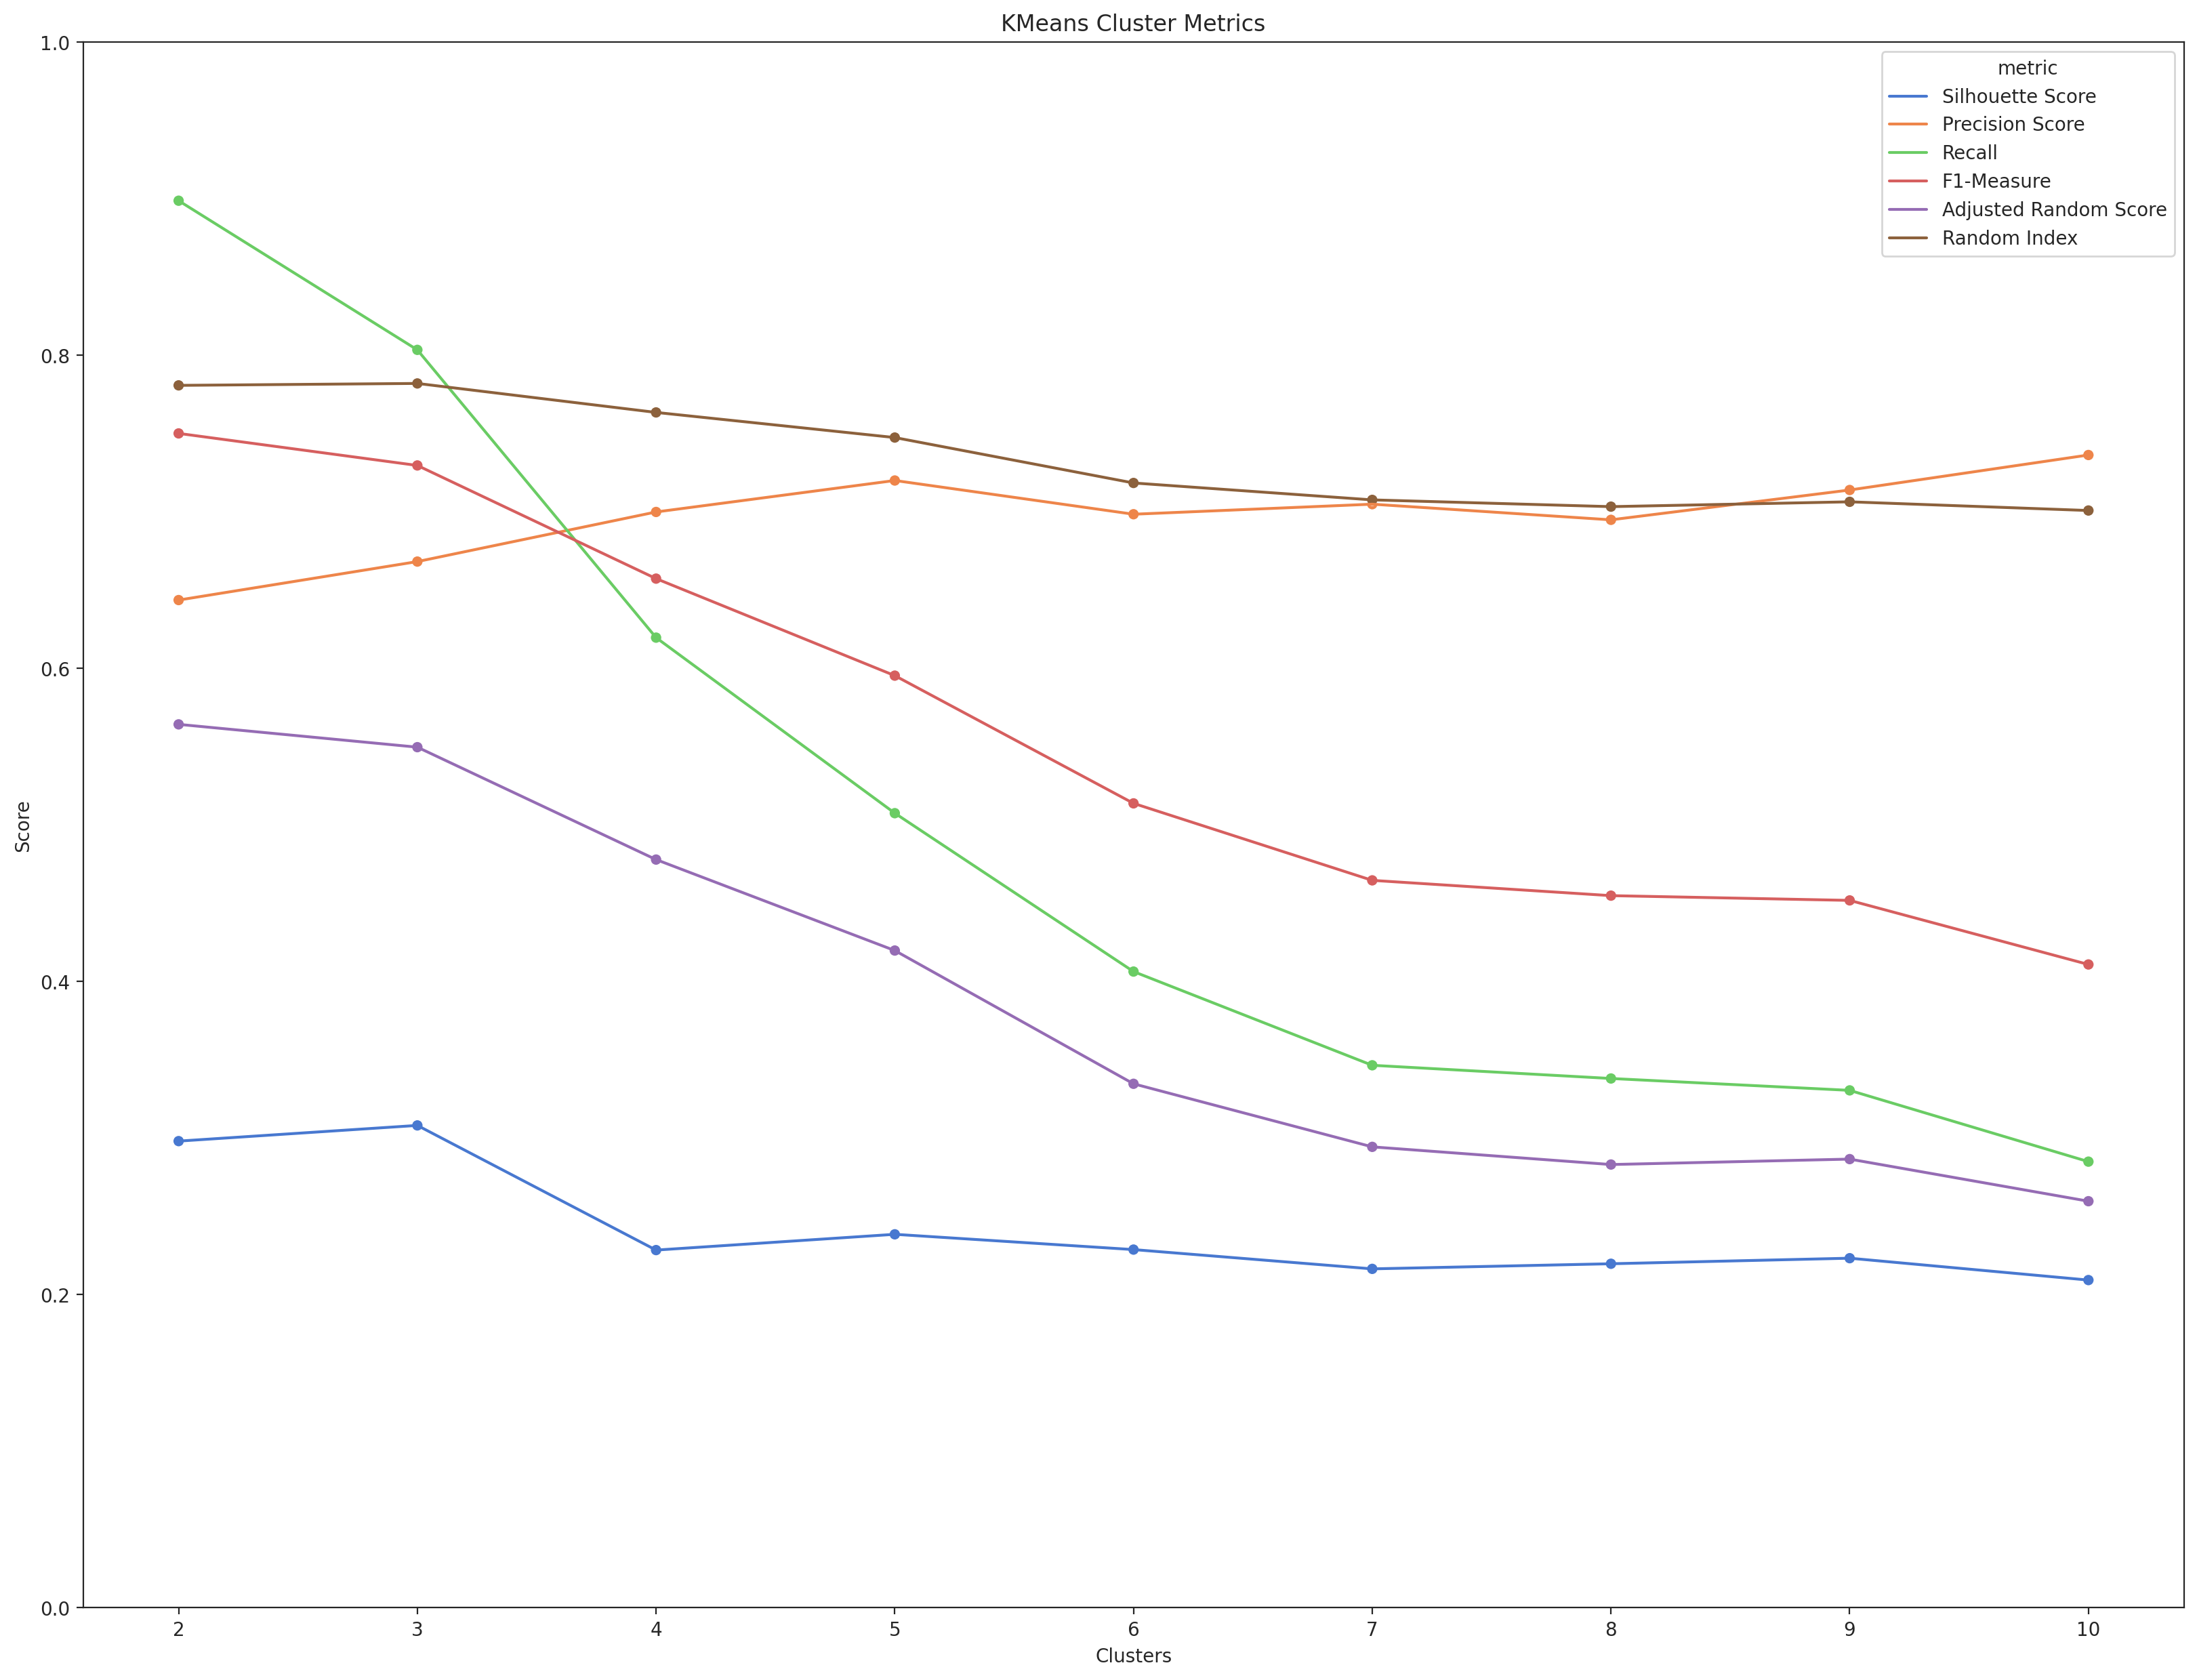 KMeans Cluster Metrics
metric
Silhouette Score
Precision Score
Recall
F1-Measure
Adjusted Random Score
Random Index
Score
1.0
0.8
0.6
0.4
0.2
0.0
2 3 4 5 6 7 8 9 10
Clusters